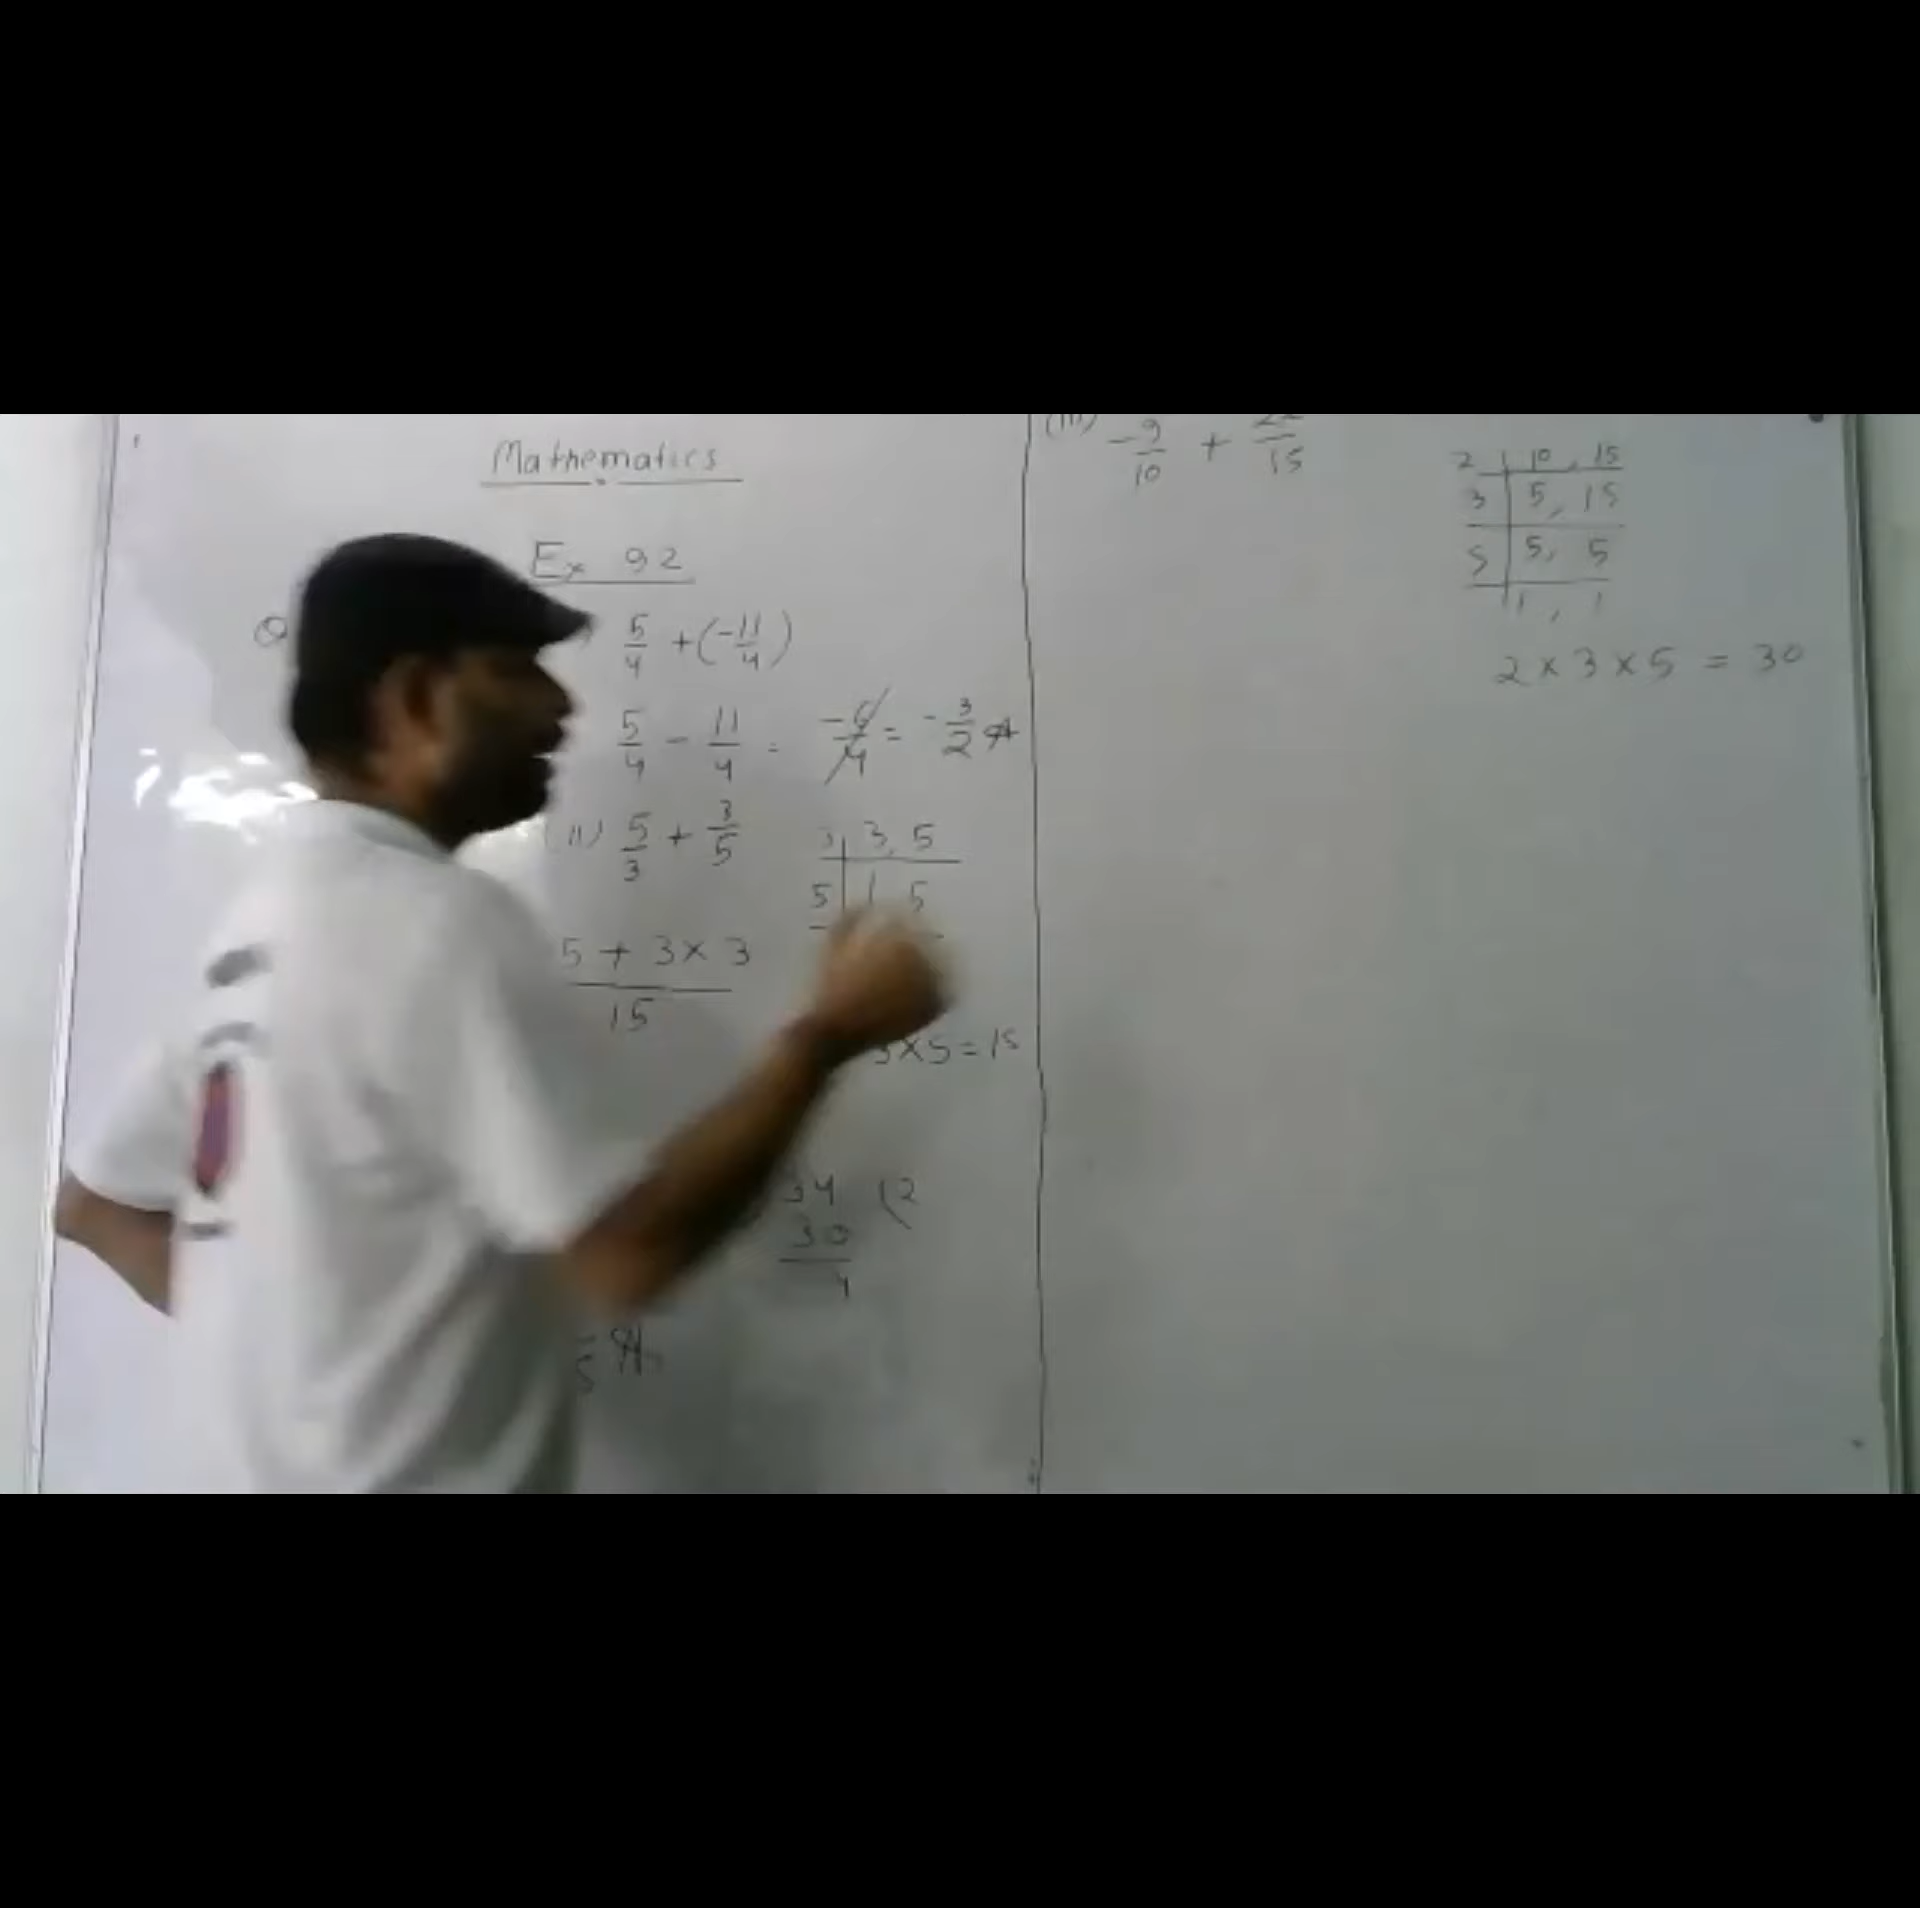 Mathematics
Ex 9.2
Q
5/4 + (-11/4)
5/4 - 11/4 = -6/4 = -3/2
(ii) 5/3 + 3/5
3 | 3, 5
5 | 1 5
5 + 3 × 3
15
3×5=15
34 (2
30
4
(iii) -9/10 + /15
2 | 10, 15
3 | 5, 15
5 | 5, 5
1, 1
2 × 3 × 5 = 30